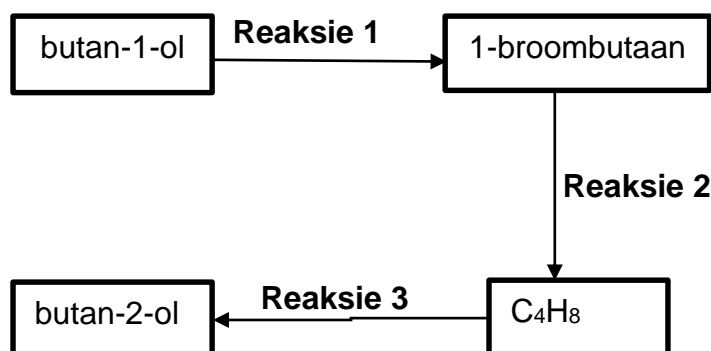 butan-1-ol
Reaksie 1
1-broombutaan
Reaksie 2
butan-2-ol
Reaksie 3
C₄H₈